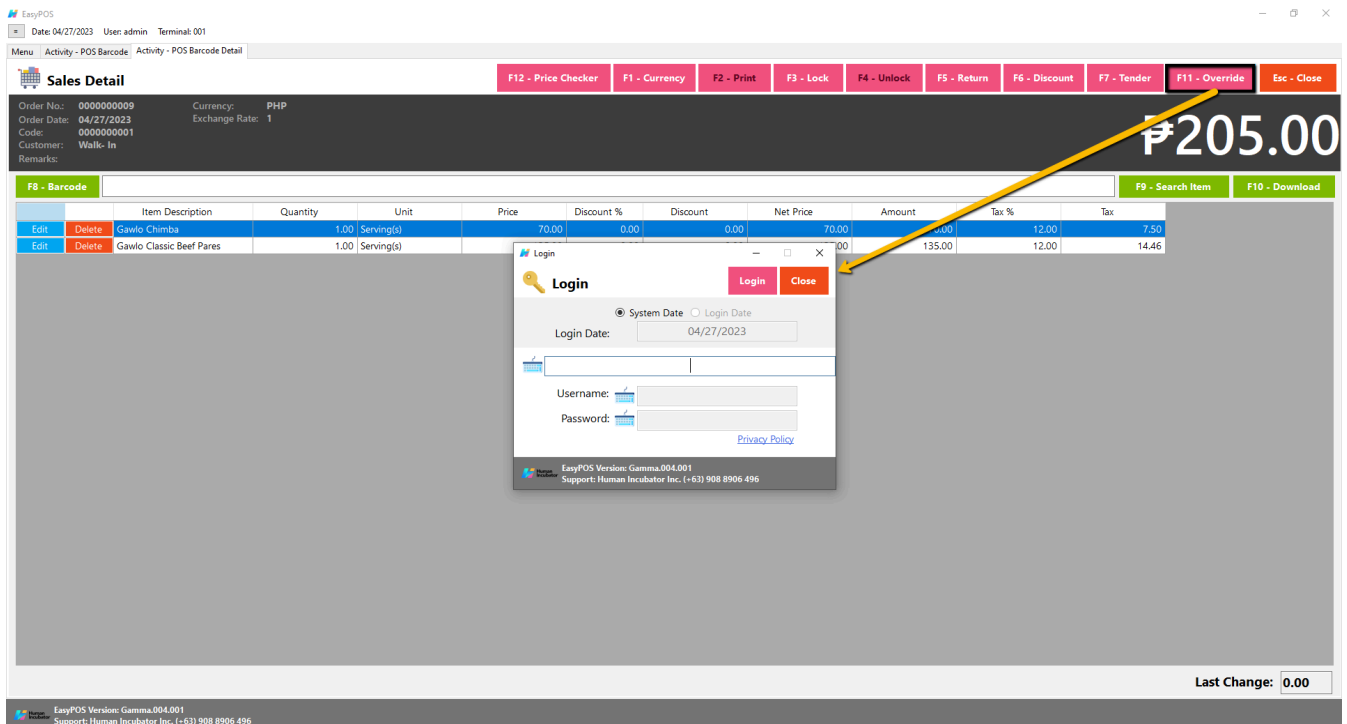 EasyPOS
Date: 04/27/2023 User: admin Terminal: 001
Menu Activity - POS Barcode Activity - POS Barcode Detail
Sales Detail
F12 - Price Checker F1 - Currency F2 - Print F3 - Lock F4 - Unlock F5 - Return F6 - Discount F7 - Tender F11 - Override Esc - Close
Order No.: 0000000009 Currency: PHP
Order Date: 04/27/2023 Exchange Rate: 1
Code: 0000000001
Customer: Walk- In
Remarks:
₱205.00
F8 - Barcode F9 - Search Item F10 - Download
Item Description Quantity Unit Price Discount % Discount Net Price Amount Tax % Tax
Edit Delete Gawlo Chimba 1.00 Serving(s) 70.00 0.00 0.00 70.00 12.00 7.50
Edit Delete Gawlo Classic Beef Pares 1.00 Serving(s) 135.00 12.00 14.46
Login
Login Login Close
System Date Login Date
Login Date: 04/27/2023
Username:
Password:
Privacy Policy
Human Incubator
EasyPOS Version: Gamma.004.001
Support: Human Incubator Inc. (+63) 908 8906 496
Last Change: 0.00
Human Incubator
EasyPOS Version: Gamma.004.001
Support: Human Incubator Inc. (+63) 908 8906 496